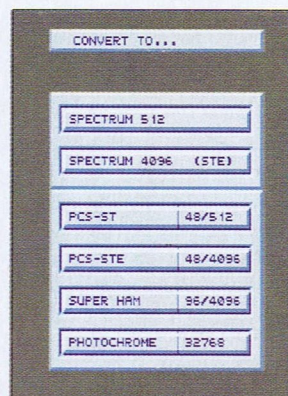 CONVERT TO...
SPECTRUM 512
SPECTRUM 4096 (STE)
PCS-ST 48/512
PCS-STE 48/4096
SUPER HAM 96/4096
PHOTOCHROME 32768